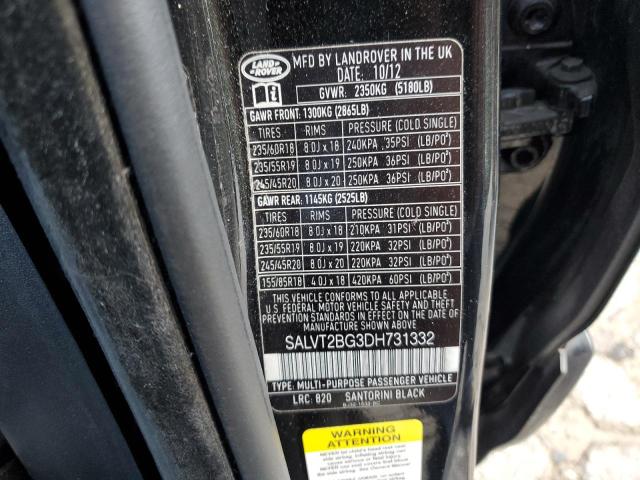 LAND
ROVER
MFD BY LANDROVER IN THE UK
DATE: 10/12
GVWR: 2350KG (5180LB)
GAWR FRONT: 1300KG (2865LB)
TIRES RIMS PRESSURE (COLD SINGLE)
235/60R18 8.0J x 18 240KPA 35PSI (LB/PO²)
235/55R19 8.0J x 19 250KPA 36PSI (LB/PO²)
245/45R20 8.0J x 20 250KPA 36PSI (LB/PO²)
GAWR REAR: 1145KG (2525LB)
TIRES RIMS PRESSURE (COLD SINGLE)
235/60R18 8.0J x 18 210KPA 31PSI (LB/PO²)
235/55R19 8.0J x 19 220KPA 32PSI (LB/PO²)
245/45R20 8.0J x 20 220KPA 32PSI (LB/PO²)
155/85R18 4.0J x 18 420KPA 60PSI (LB/PO²)
THIS VEHICLE CONFORMS TO ALL APPLICABLE
U.S. FEDERAL MOTOR VEHICLE SAFETY AND THEFT
PREVENTION STANDARDS IN EFFECT ON THE DATE OF
MANUFACTURE SHOWN ABOVE.
SALVT2BG3DH731332
TYPE: MULTI-PURPOSE PASSENGER VEHICLE
LRC: 820 SANTORINI BLACK
WARNING
ATTENTION